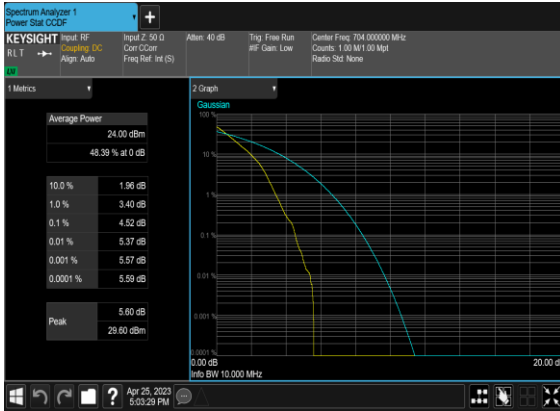 Spectrum Analyzer 1
Power Stat CCDF
KEYSIGHT
Input: RF
Input Z: 50 Ω
Atten: 40 dB
Trig: Free Run
Center Freq: 704.000000 MHz
RLT
Coupling: DC
Corr CCorr
#IF Gain: Low
Counts: 1.00 M/1.00 Mpt
Align: Auto
Freq Ref: Int (S)
Radio Std: None
1 Metrics
2 Graph
Gaussian
Average Power
24.00 dBm
48.39 % at 0 dB
10.0 %
1.96 dB
1.0 %
3.40 dB
0.1 %
4.52 dB
0.01 %
5.37 dB
0.001 %
5.57 dB
0.0001 %
5.59 dB
Peak
5.60 dB
29.60 dBm
100 %
10 %
1 %
0.1 %
0.01 %
0.001 %
0.0001 %
0.00 dB
20.00 d
Info BW 10.000 MHz
?
Apr 25, 2023
5:03:29 PM